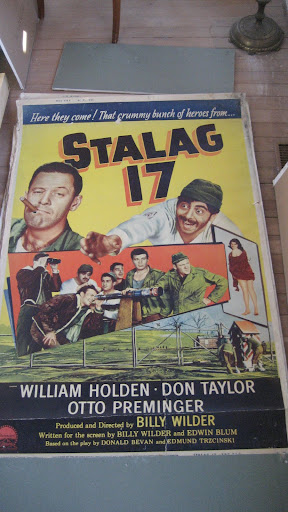 Here they come! That crummy bunch of heroes from...
STALAG
17
WILLIAM HOLDEN · DON TAYLOR
OTTO PREMINGER
Produced and Directed by BILLY WILDER
Written for the screen by BILLY WILDER and EDWIN BLUM
Based on the play by DONALD BEVAN and EDMUND TRZCINSKI